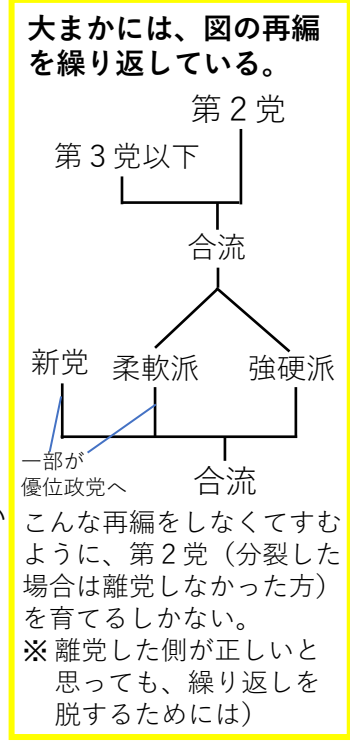 大まかには、図の再編
を繰り返している。
第２党
第３党以下
合流
新党
柔軟派
強硬派
一部が
優位政党へ
合流
こんな再編をしなくてすむ
ように、第２党（分裂した
場合は離党しなかった方）
を育てるしかない。
※ 離党した側が正しいと
思っても、繰り返しを
脱するためには）